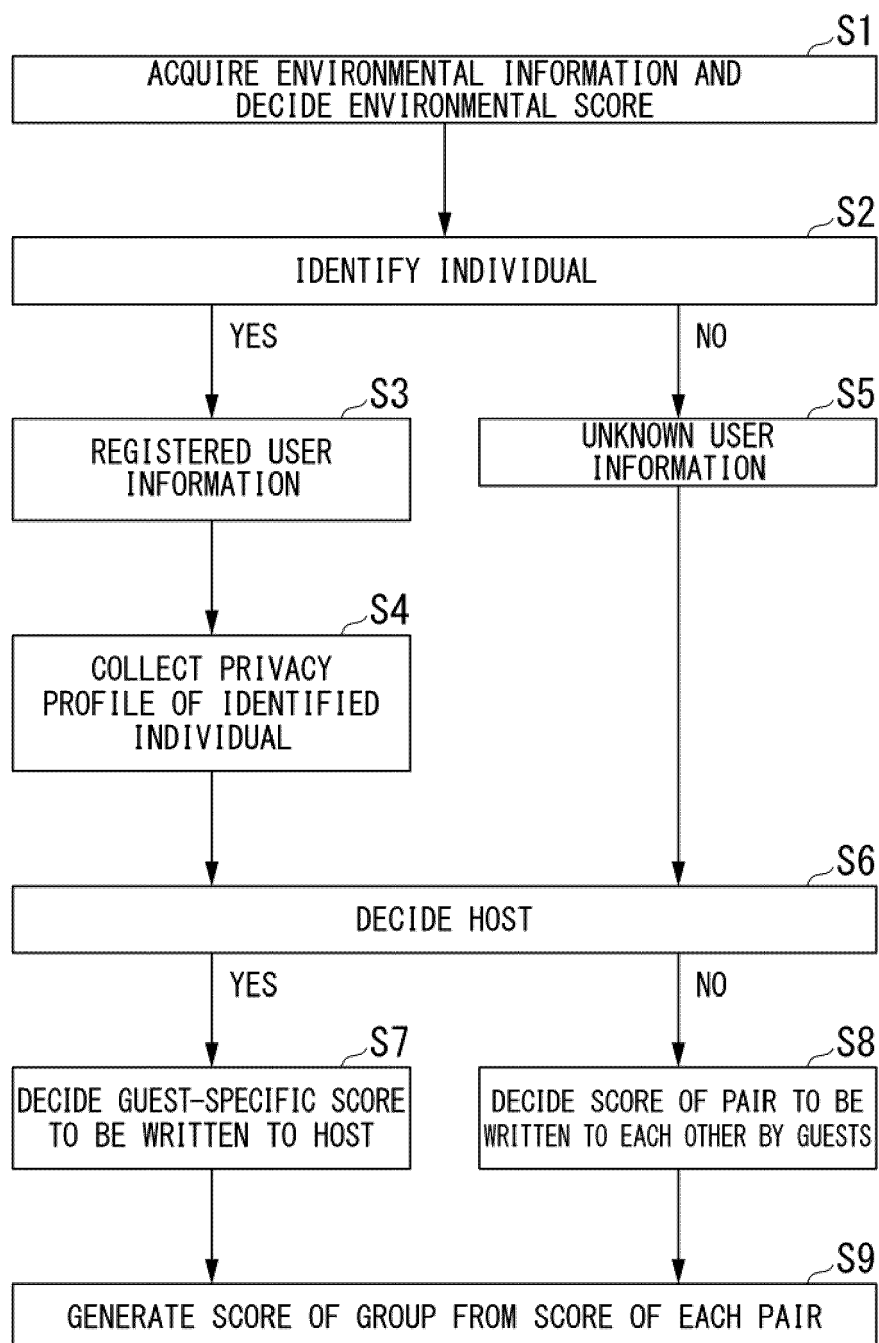 S1
ACQUIRE ENVIRONMENTAL INFORMATION AND
DECIDE ENVIRONMENTAL SCORE
S2
IDENTIFY INDIVIDUAL
YES
NO
S3
REGISTERED USER
INFORMATION
S5
UNKNOWN USER
INFORMATION
S4
COLLECT PRIVACY
PROFILE OF IDENTIFIED
INDIVIDUAL
S6
DECIDE HOST
YES
NO
S7
DECIDE GUEST-SPECIFIC SCORE
TO BE WRITTEN TO HOST
S8
DECIDE SCORE OF PAIR TO BE
WRITTEN TO EACH OTHER BY GUESTS
S9
GENERATE SCORE OF GROUP FROM SCORE OF EACH PAIR